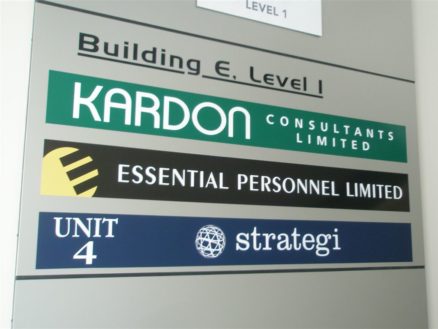 LEVEL 1
Building E, Level 1
KARDON CONSULTANTS
LIMITED
ESSENTIAL PERSONNEL LIMITED
UNIT
4
strategi